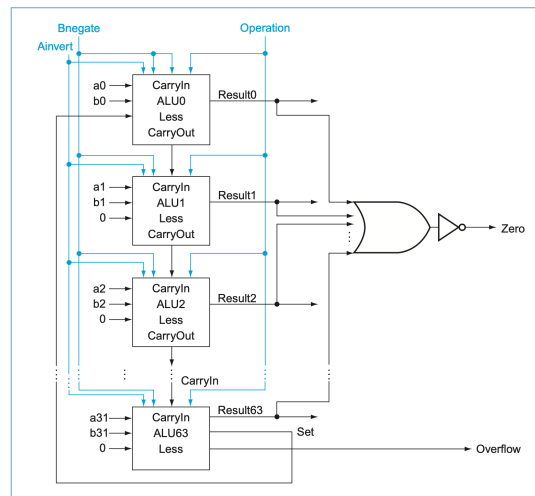 Bnegate
Operation
Ainvert
a0
b0
CarryIn
ALU0
Less
CarryOut
Result0
a1
b1
0
CarryIn
ALU1
Less
CarryOut
Result1
Zero
a2
b2
0
CarryIn
ALU2
Less
CarryOut
Result2
CarryIn
a31
b31
0
CarryIn
ALU63
Less
Result63
Set
Overflow